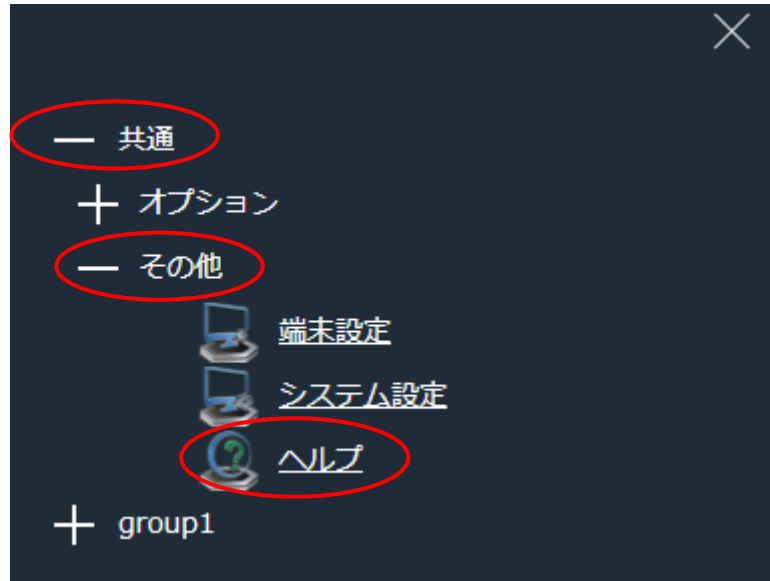 共通
オプション
その他
端末設定
システム設定
ヘルプ
group1